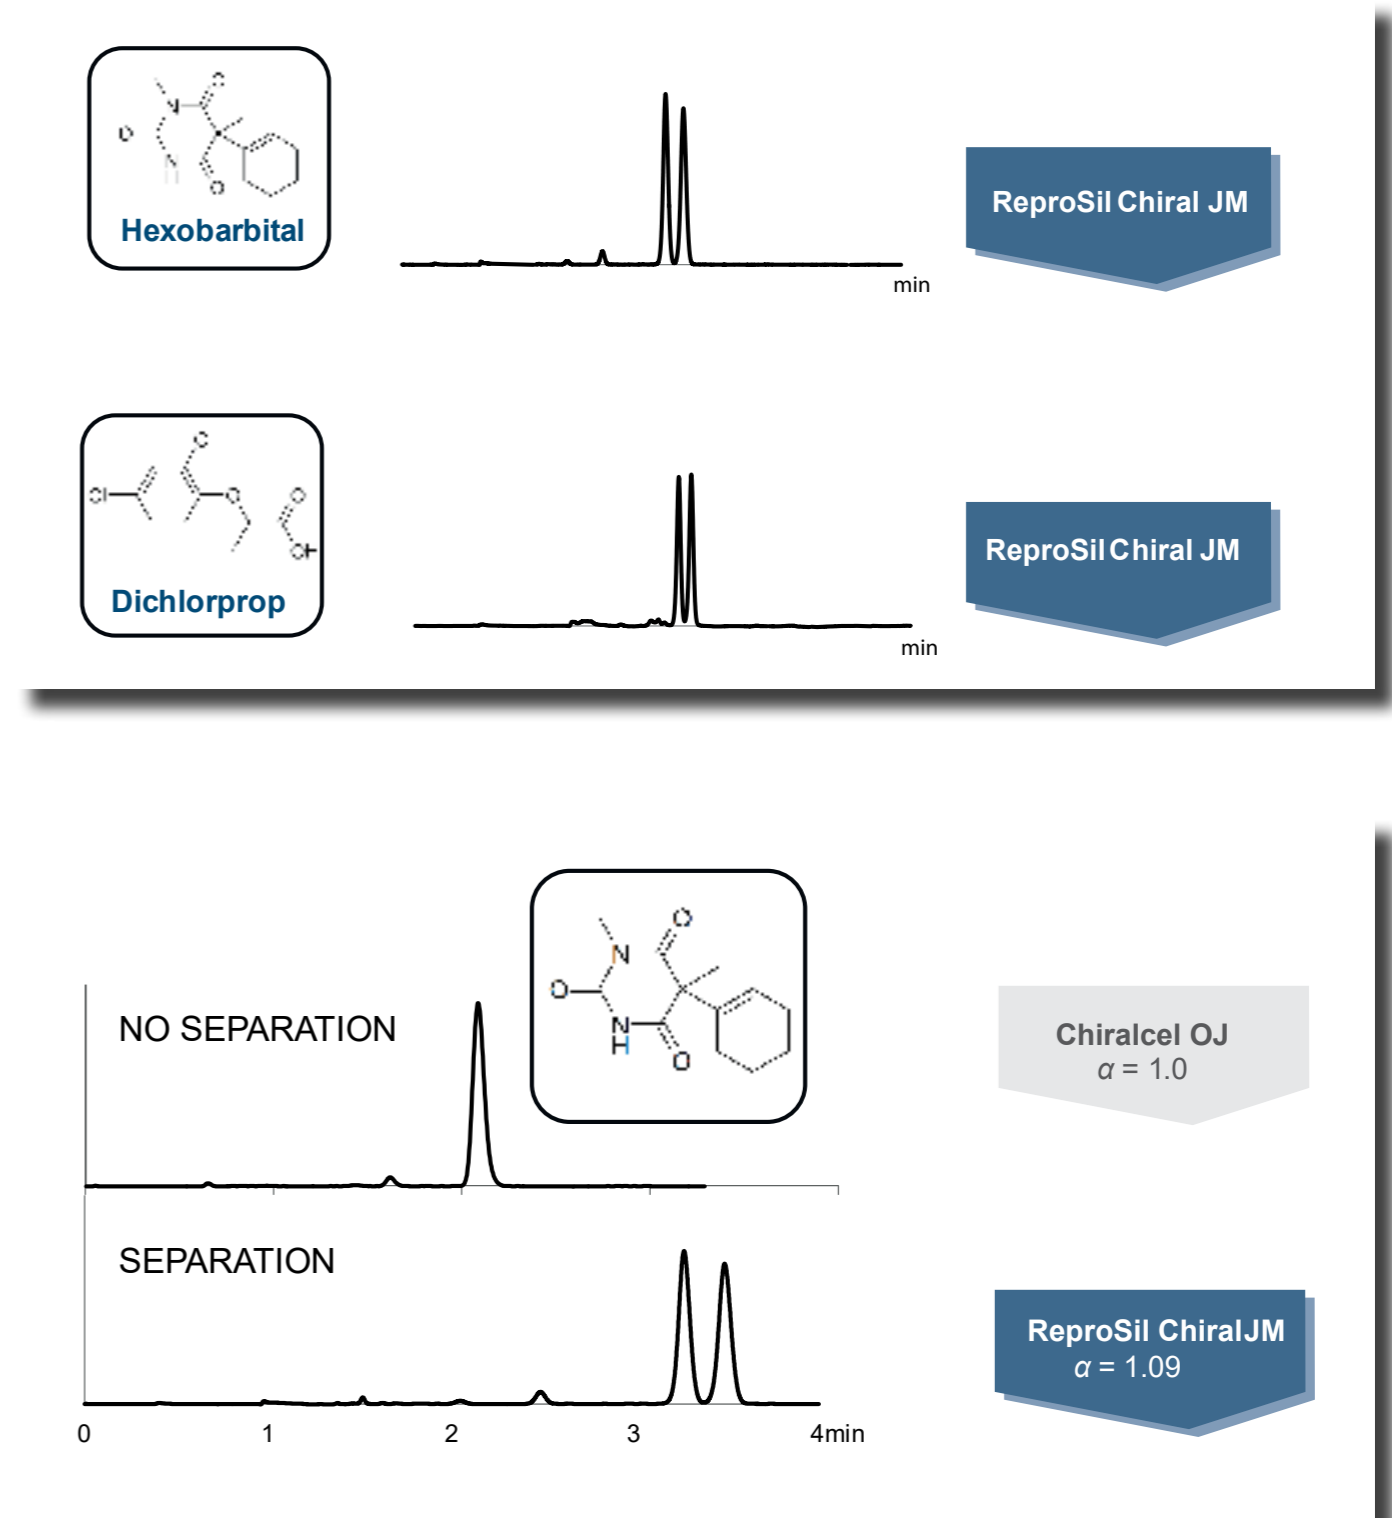 O
N
O
N
H
O
Hexobarbital
ReproSil Chiral JM
min
Cl
O
O
Dichlorprop
ReproSil Chiral JM
min
O
N
O
N
H
O
NO SEPARATION
Chiralcel OJ
α = 1.0
SEPARATION
ReproSil ChiralJM
α = 1.09
0 1 2 3 4min